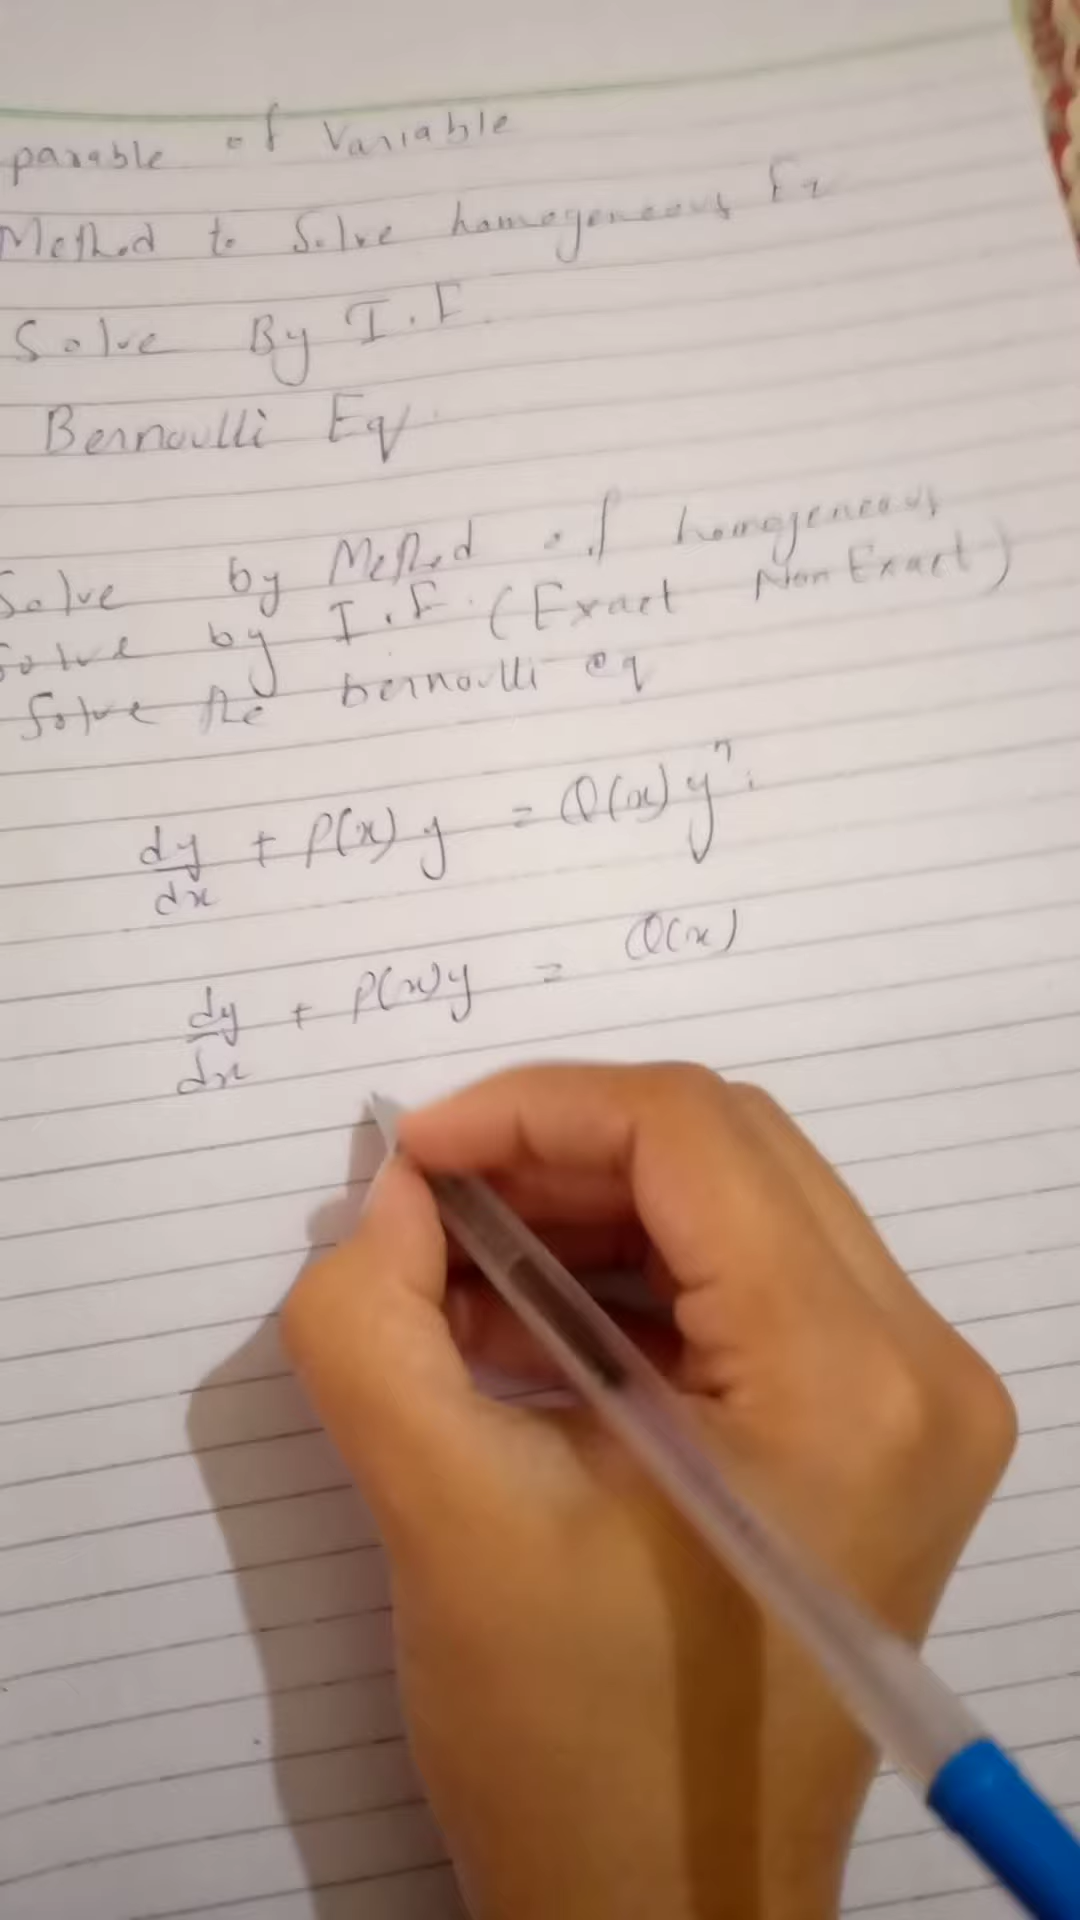 parable of Variable
Method to Solve homogeneous Eq
Solve By I.F.
Bernoulli Eq.
Solve by Method of homogeneous
Solve by I.F. (Exact Non Exact)
Solve the bernoulli eq
dy/dx + P(x) y = Q(x) yⁿ.
dy/dx + P(x)y = Q(x)